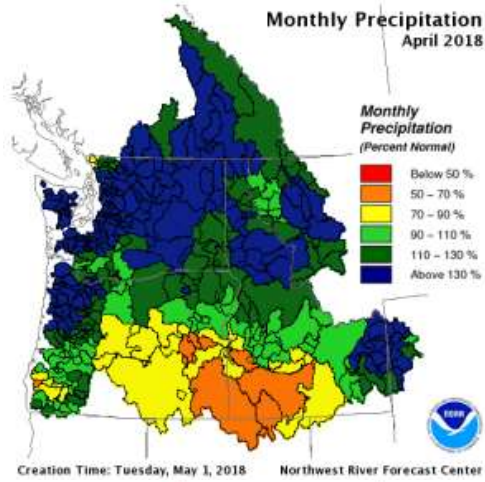 Monthly Precipitation
April 2018
Monthly
Precipitation
(Percent Normal)
Below 50 %
50 - 70 %
70 - 90 %
90 - 110 %
110 - 130 %
Above 130 %
Creation Time: Tuesday, May 1, 2018
Northwest River Forecast Center